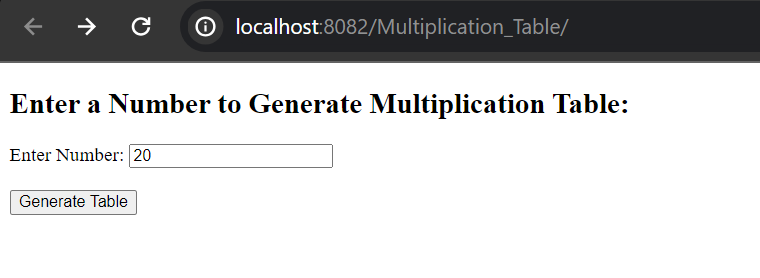 localhost:8082/Multiplication_Table/
Enter a Number to Generate Multiplication Table:
Enter Number: 20
Generate Table